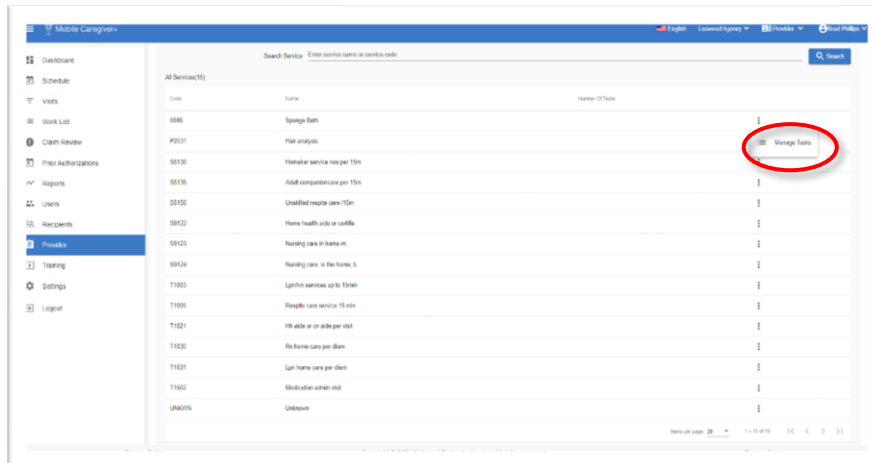 Mobile Caregiver+
English
Provider
Brad Phillips
Dashboard
Schedule
Visits
Work List
Claim Review
Prior Authorizations
Reports
Users
Recipients
Provider
Training
Settings
Logout
Search Service Enter service name or service code
Search
All Services(15)
Code Name Number Of Tasks
Sponge Bath
P2031 Hair analysis
Manage Tasks
S5130 Homaker service nos per 15m
S5135 Adult companioncare per 15m
S5150 Unskilled respite care /15m
S9122 Home health aide or certifie
S9123 Nursing care in home rn
S9124 Nursing care, in the home; b
T1003 Lpn/lvn services up to 15min
T1005 Respite care service 15 min
T1021 Hh aide or cn aide per visit
T1030 Rn home care per diem
T1031 Lpn home care per diem
T1502 Medication admin visit
Unknown
Items per page: 20 1 – 15 of 15